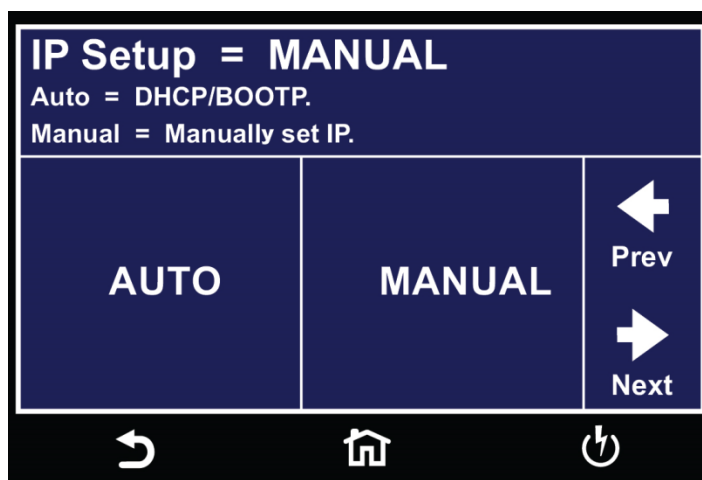 IP Setup = MANUAL
Auto = DHCP/BOOTP.
Manual = Manually set IP.
AUTO
MANUAL
Prev
Next